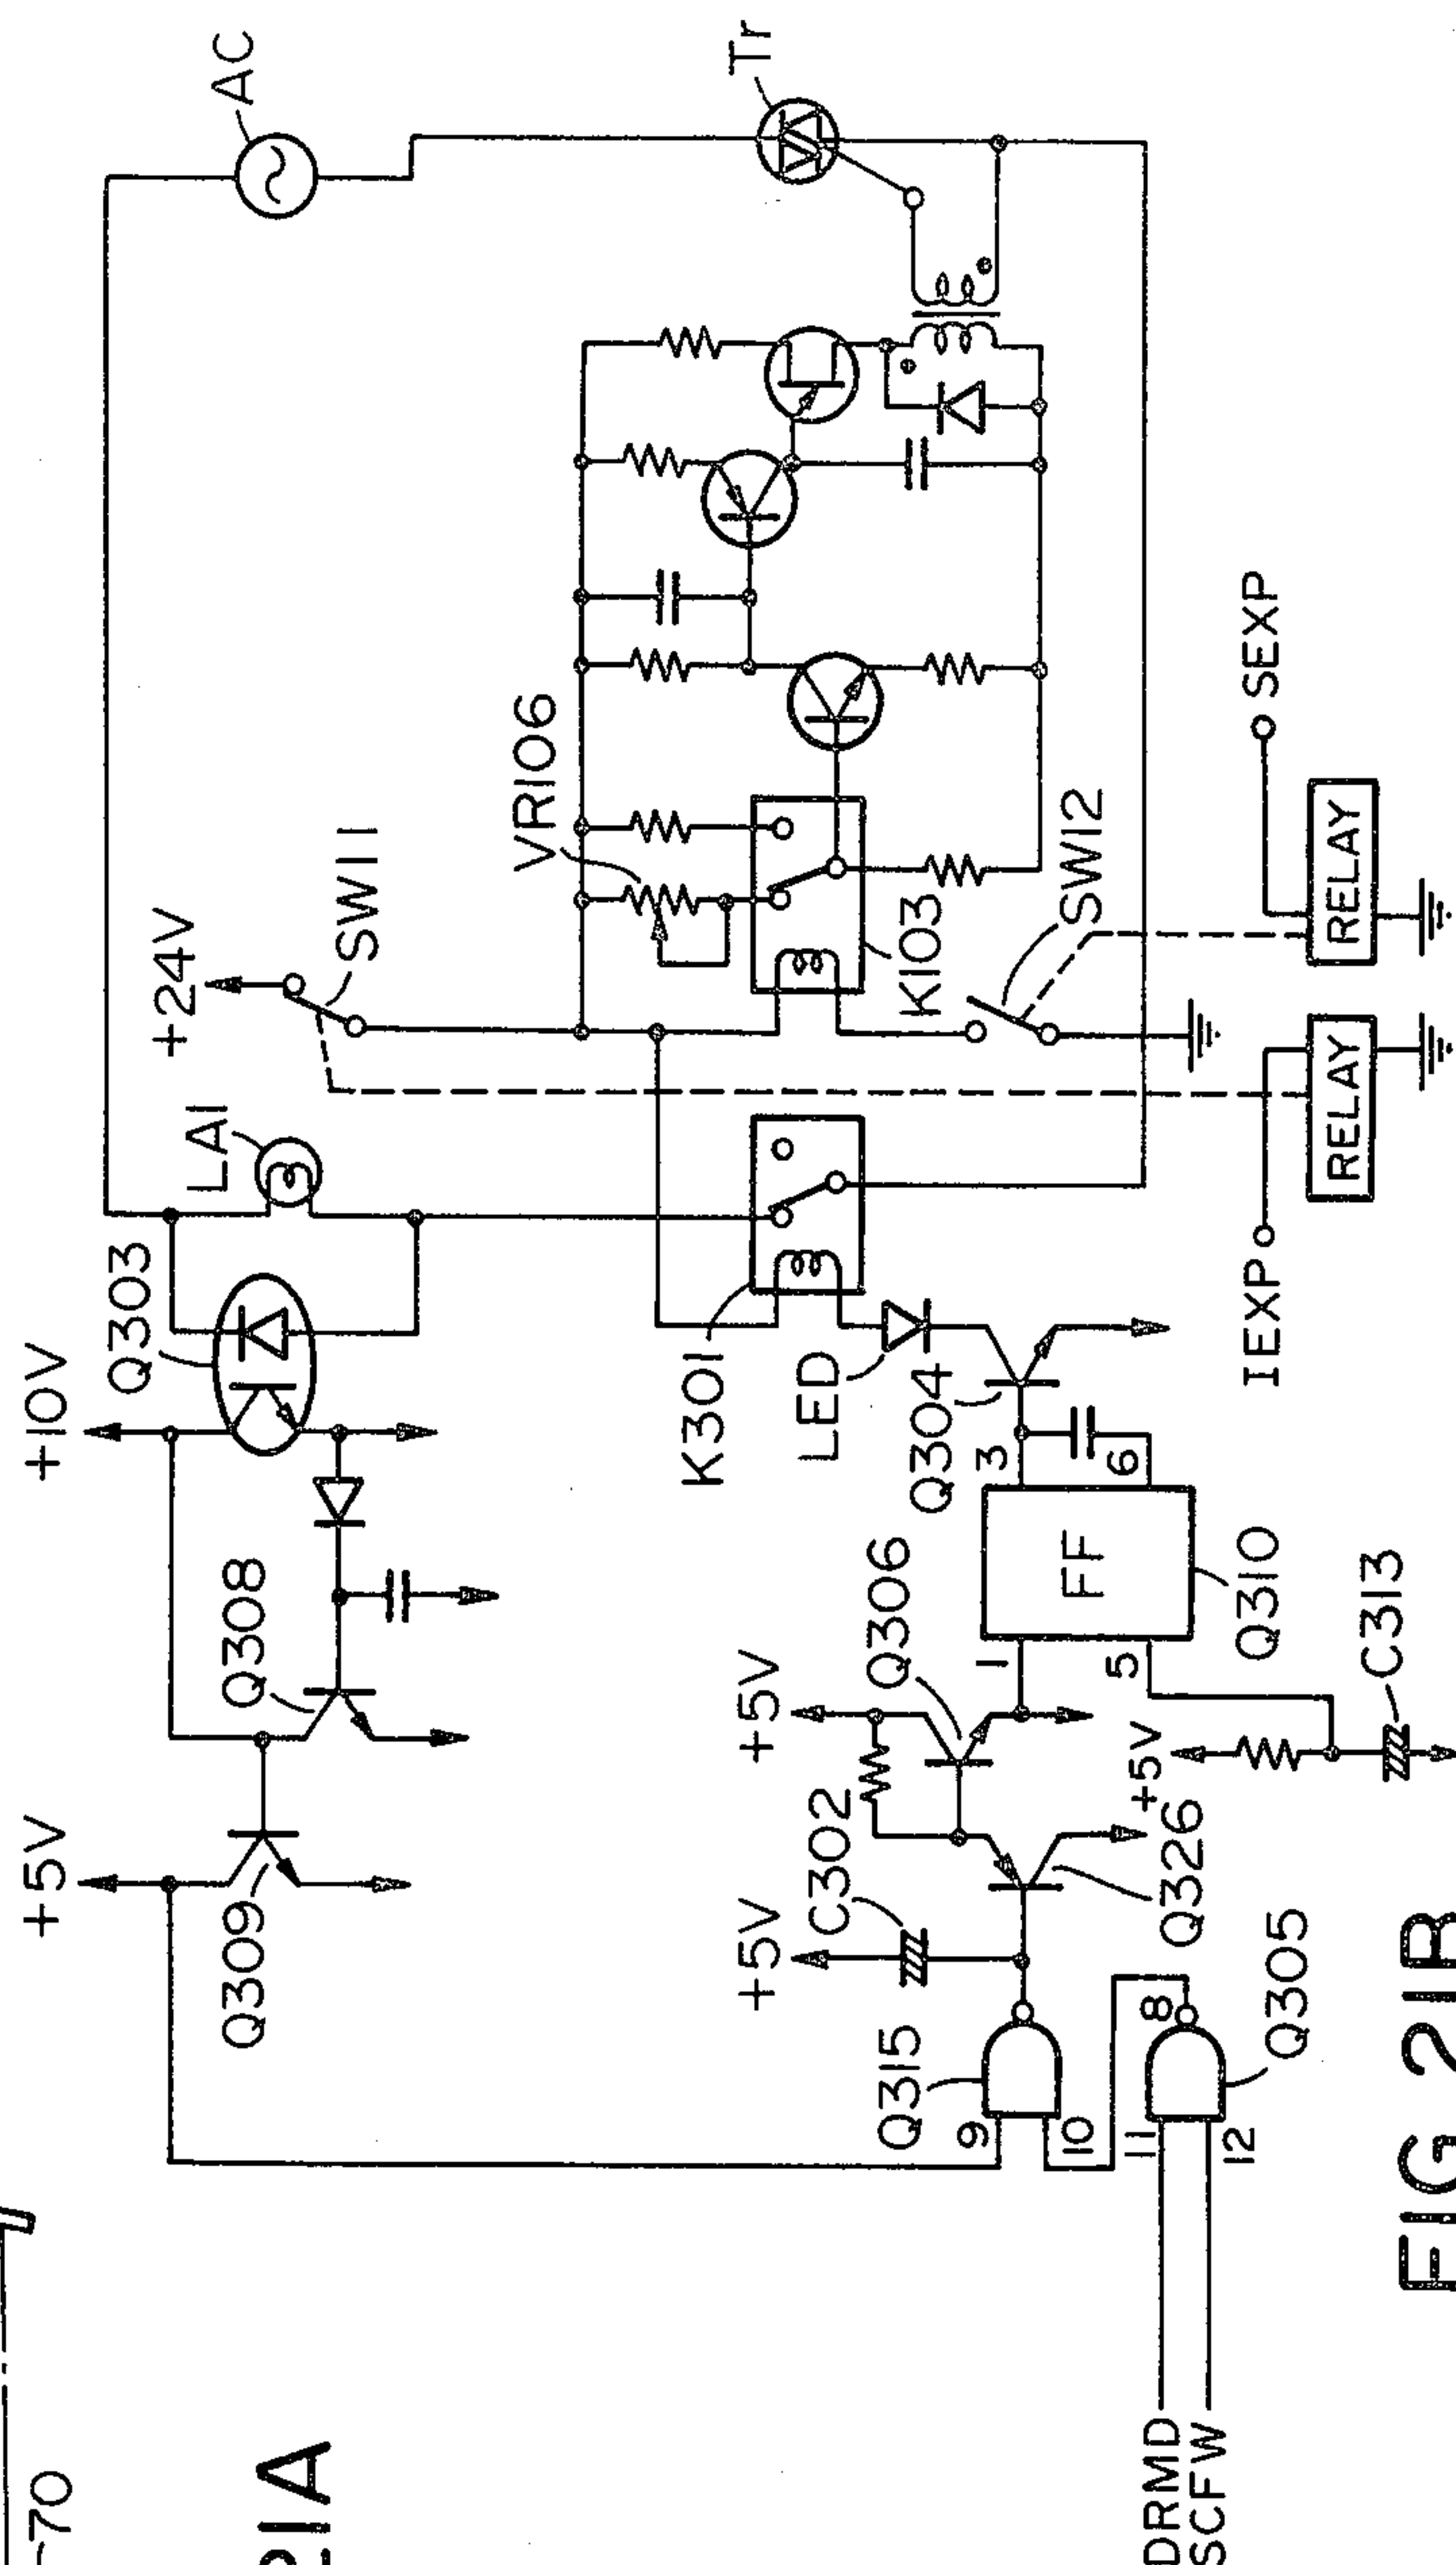 AC
Tr
+24V
SW11
VR106
K103
SW12
SEXP
RELAY
RELAY
IEXP
LA1
Q303
+10V
K301
LED
Q304
3
6
FF
Q310
1
5
Q308
Q306
+5V
+5V
C313
+5V
Q309
+5V
C302
Q326
Q315
9
10
8
Q305
11
12
DRMD
SCFW
70
21A
FIG 21B